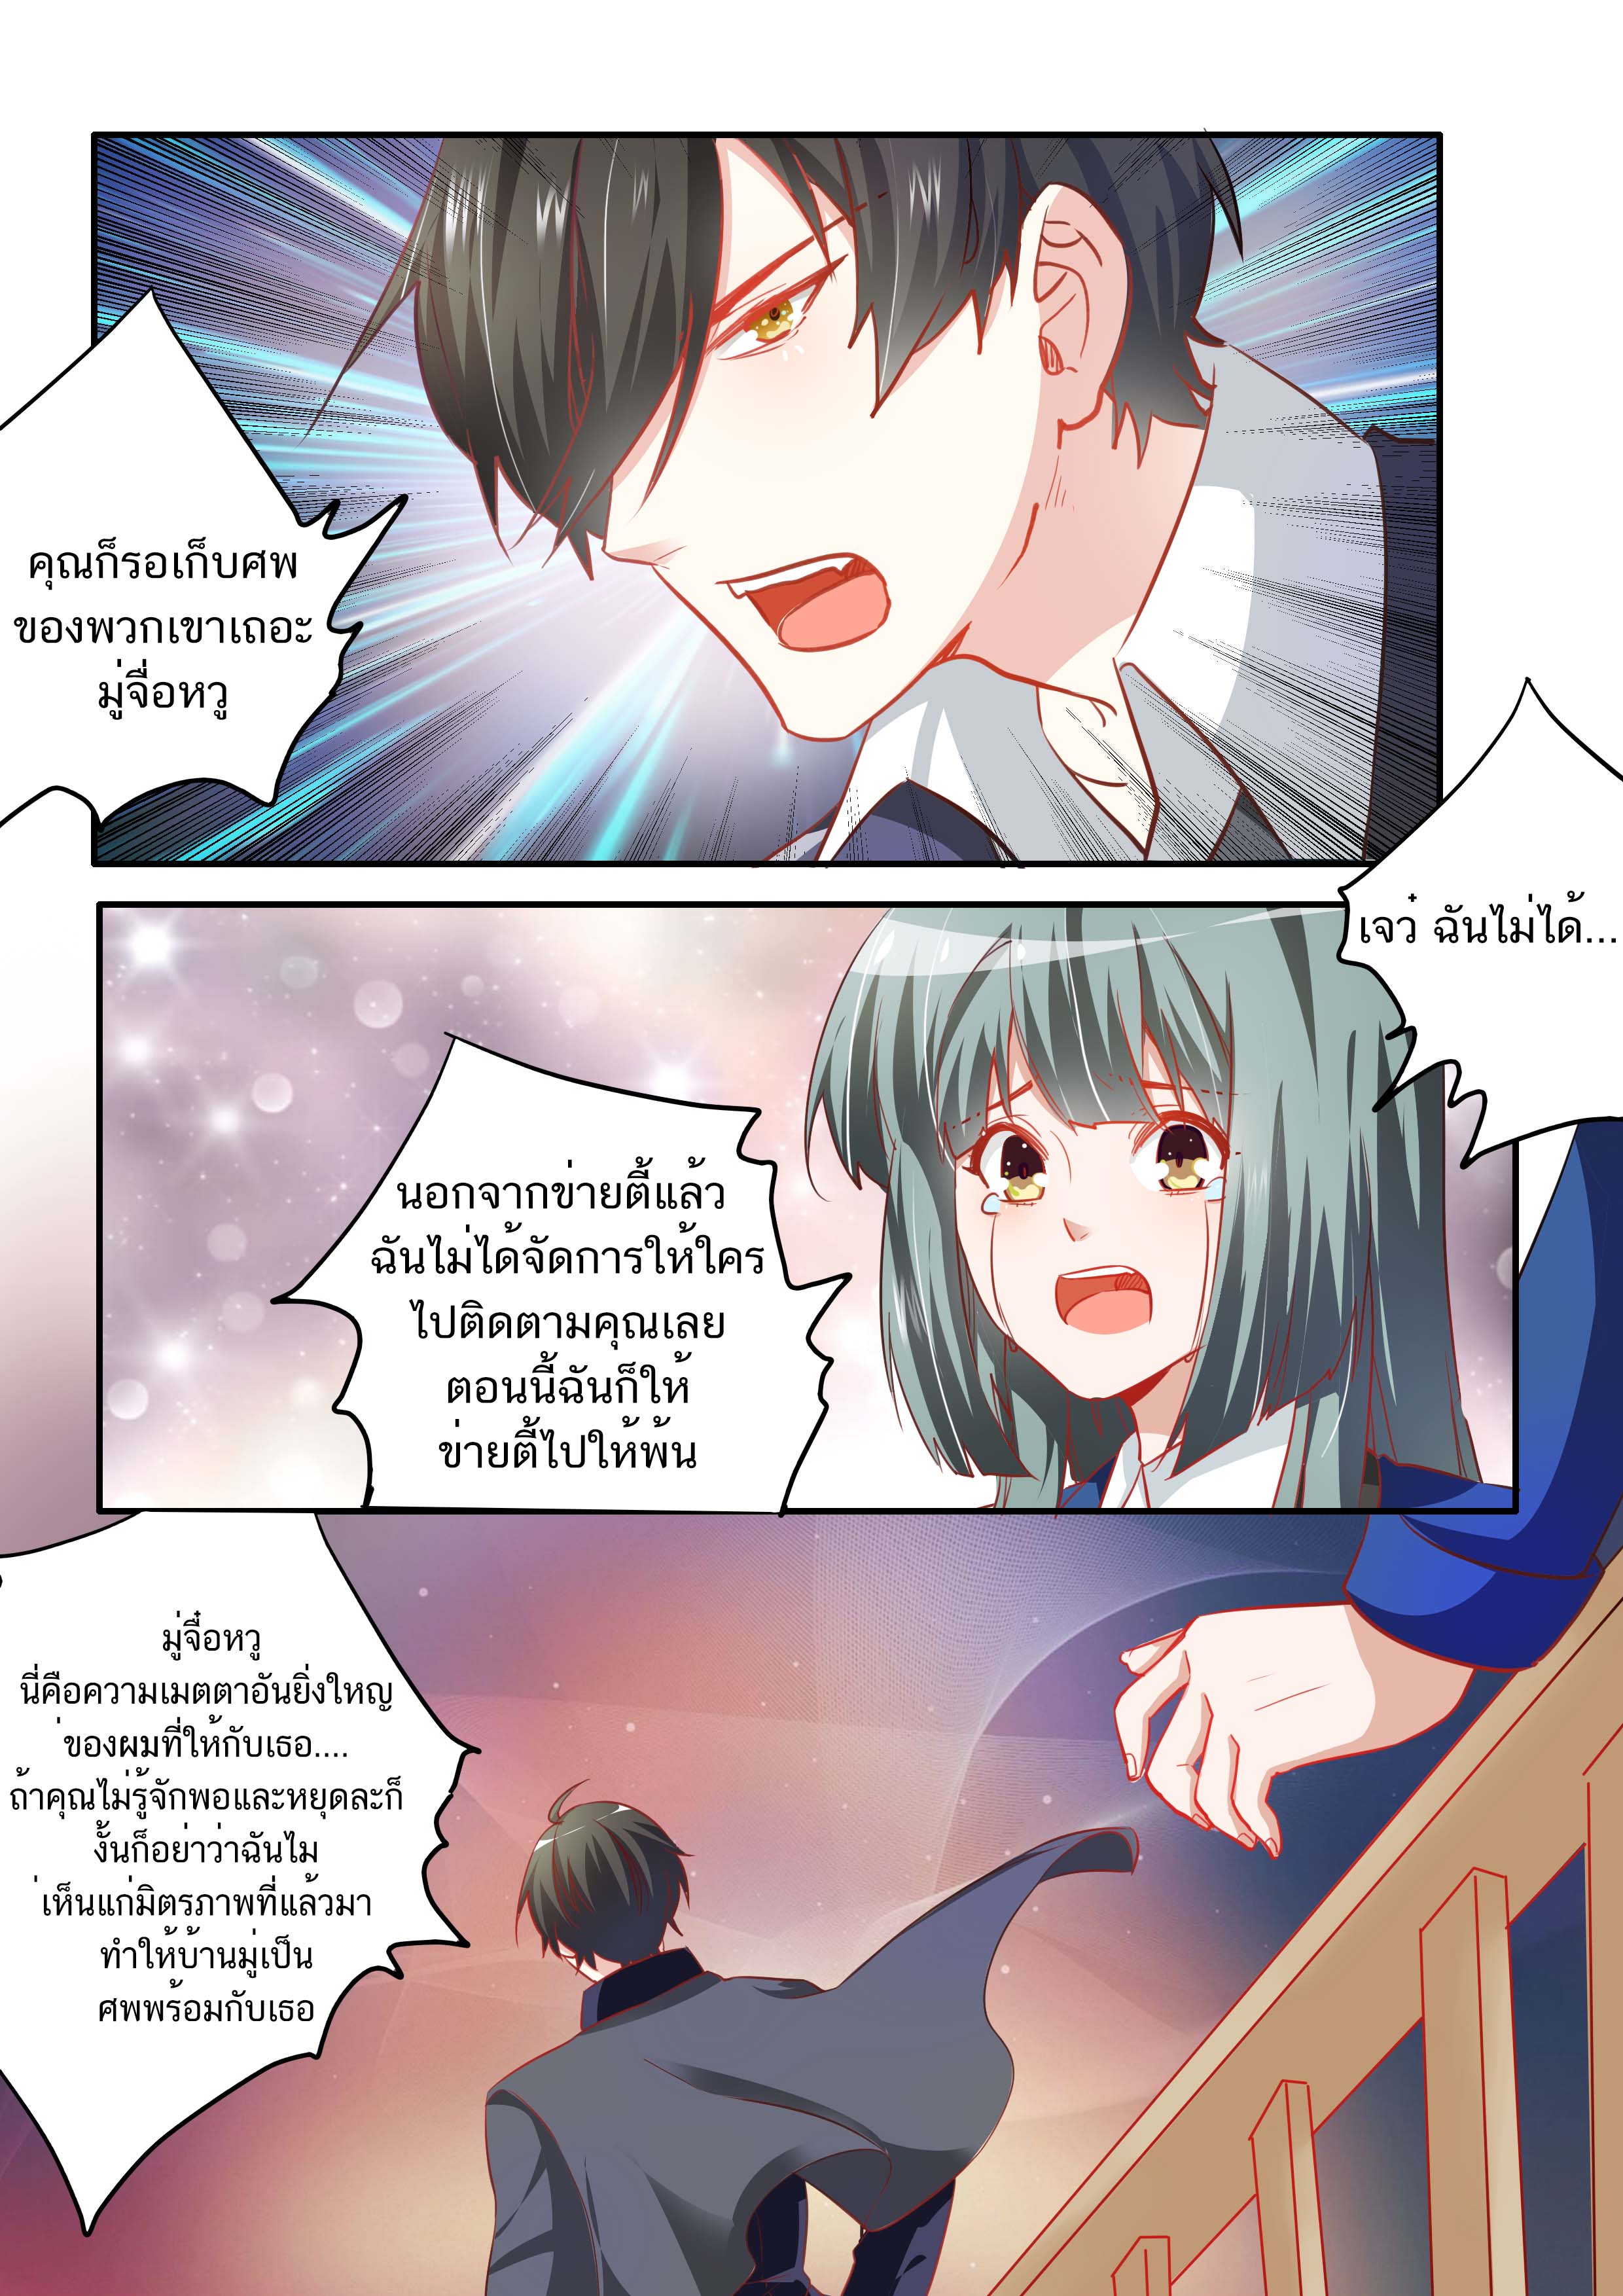 คุณก็รอเก็บศพ
ของพวกเขาเถอะ
มู่จื่อหวู
เจว๋ ฉันไม่ได้...
นอกจากข่ายตี้แล้ว
ฉันไม่ได้จัดการให้ใคร
ไปติดตามคุณเลย
ตอนนี้ฉันก็ให้
ข่ายตี้ไปให้พ้น
มู่จื๋อหวู
นี่คือความเมตตาอันยิ่งใหญ
่ของผมที่ให้กับเธอ....
ถ้าคุณไม่รู้จักพอและหยุดละก็
งั้นก็อย่าว่าฉันไม
่เห็นแก่มิตรภาพที่แล้วมา
ทำให้บ้านมู่เป็น
ศพพร้อมกับเธอ